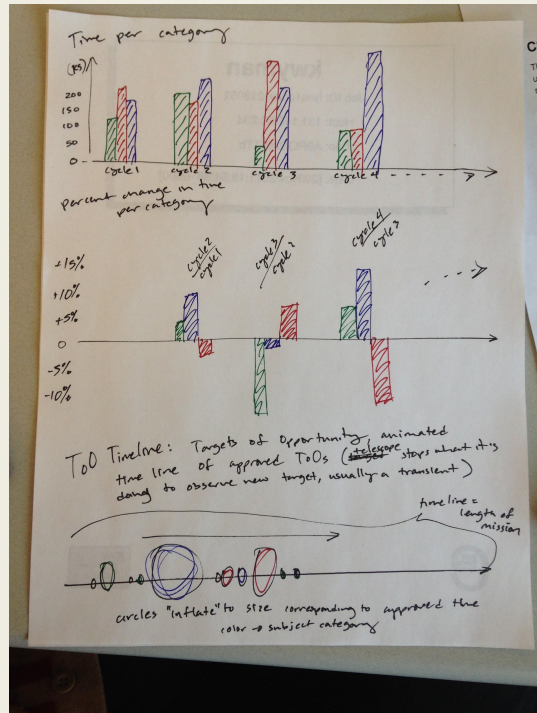 Time per category
(ks)
200
150
100
50
0
cycle 1 cycle 2 cycle 3 cycle 4
percent change in time
per category
cycle 2
cycle 1
cycle 3
cycle 2
cycle 4
cycle 3
+15%
+10%
+5%
0
-5%
-10%
ToO Timeline: Targets of Opportunity, animated
time line of approved ToOs (telescope stops what it is
doing to observe new target, usually a transient)
time line =
length of
mission
circles "inflate" to size corresponding to approved time
color → subject category
kwyman